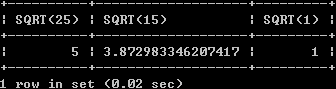 | SQRT(25) | SQRT(15) | SQRT(1) |
| 5 | 3.872983346207417 | 1 |
1 row in set (0.02 sec)